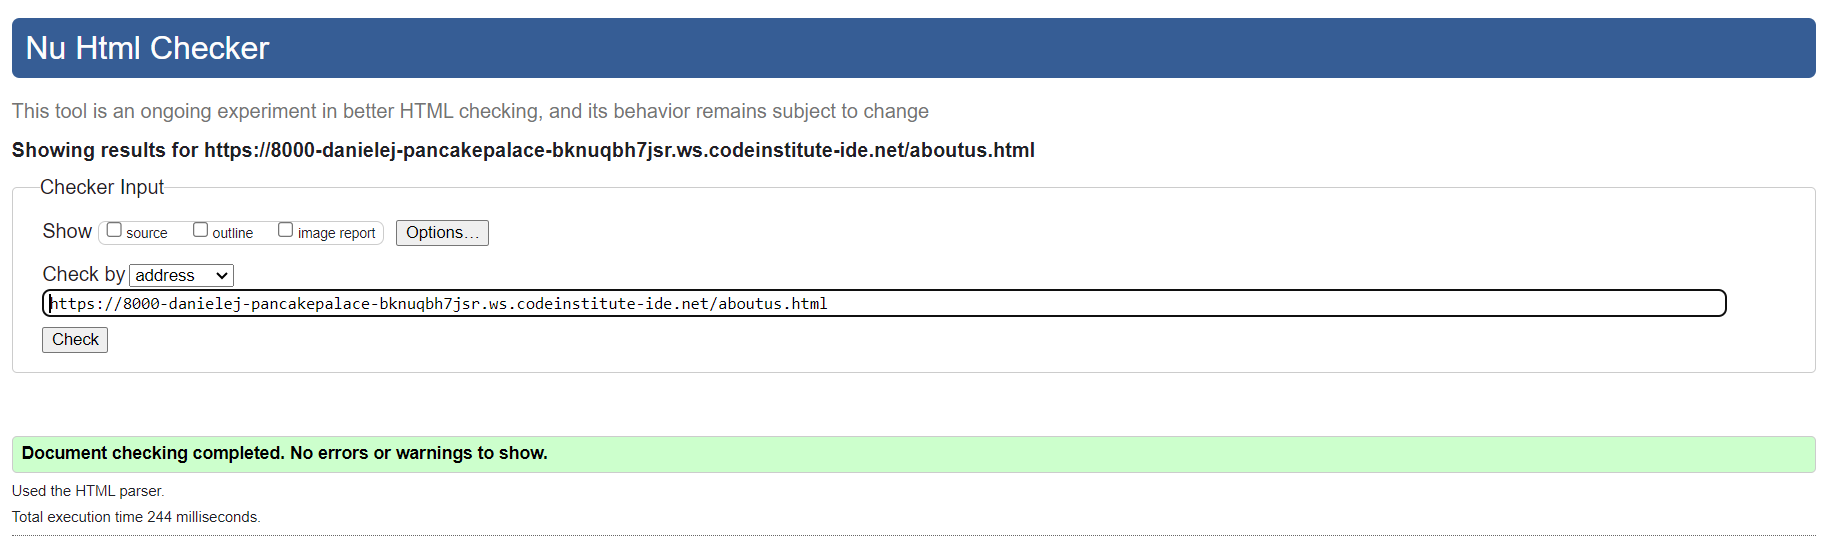 Nu Html Checker
This tool is an ongoing experiment in better HTML checking, and its behavior remains subject to change
Showing results for https://8000-danielej-pancakepalace-bknuqbh7jsr.ws.codeinstitute-ide.net/aboutus.html
Checker Input
Show source outline image report Options...
Check by address
https://8000-danielej-pancakepalace-bknuqbh7jsr.ws.codeinstitute-ide.net/aboutus.html
Check
Document checking completed. No errors or warnings to show.
Used the HTML parser.
Total execution time 244 milliseconds.